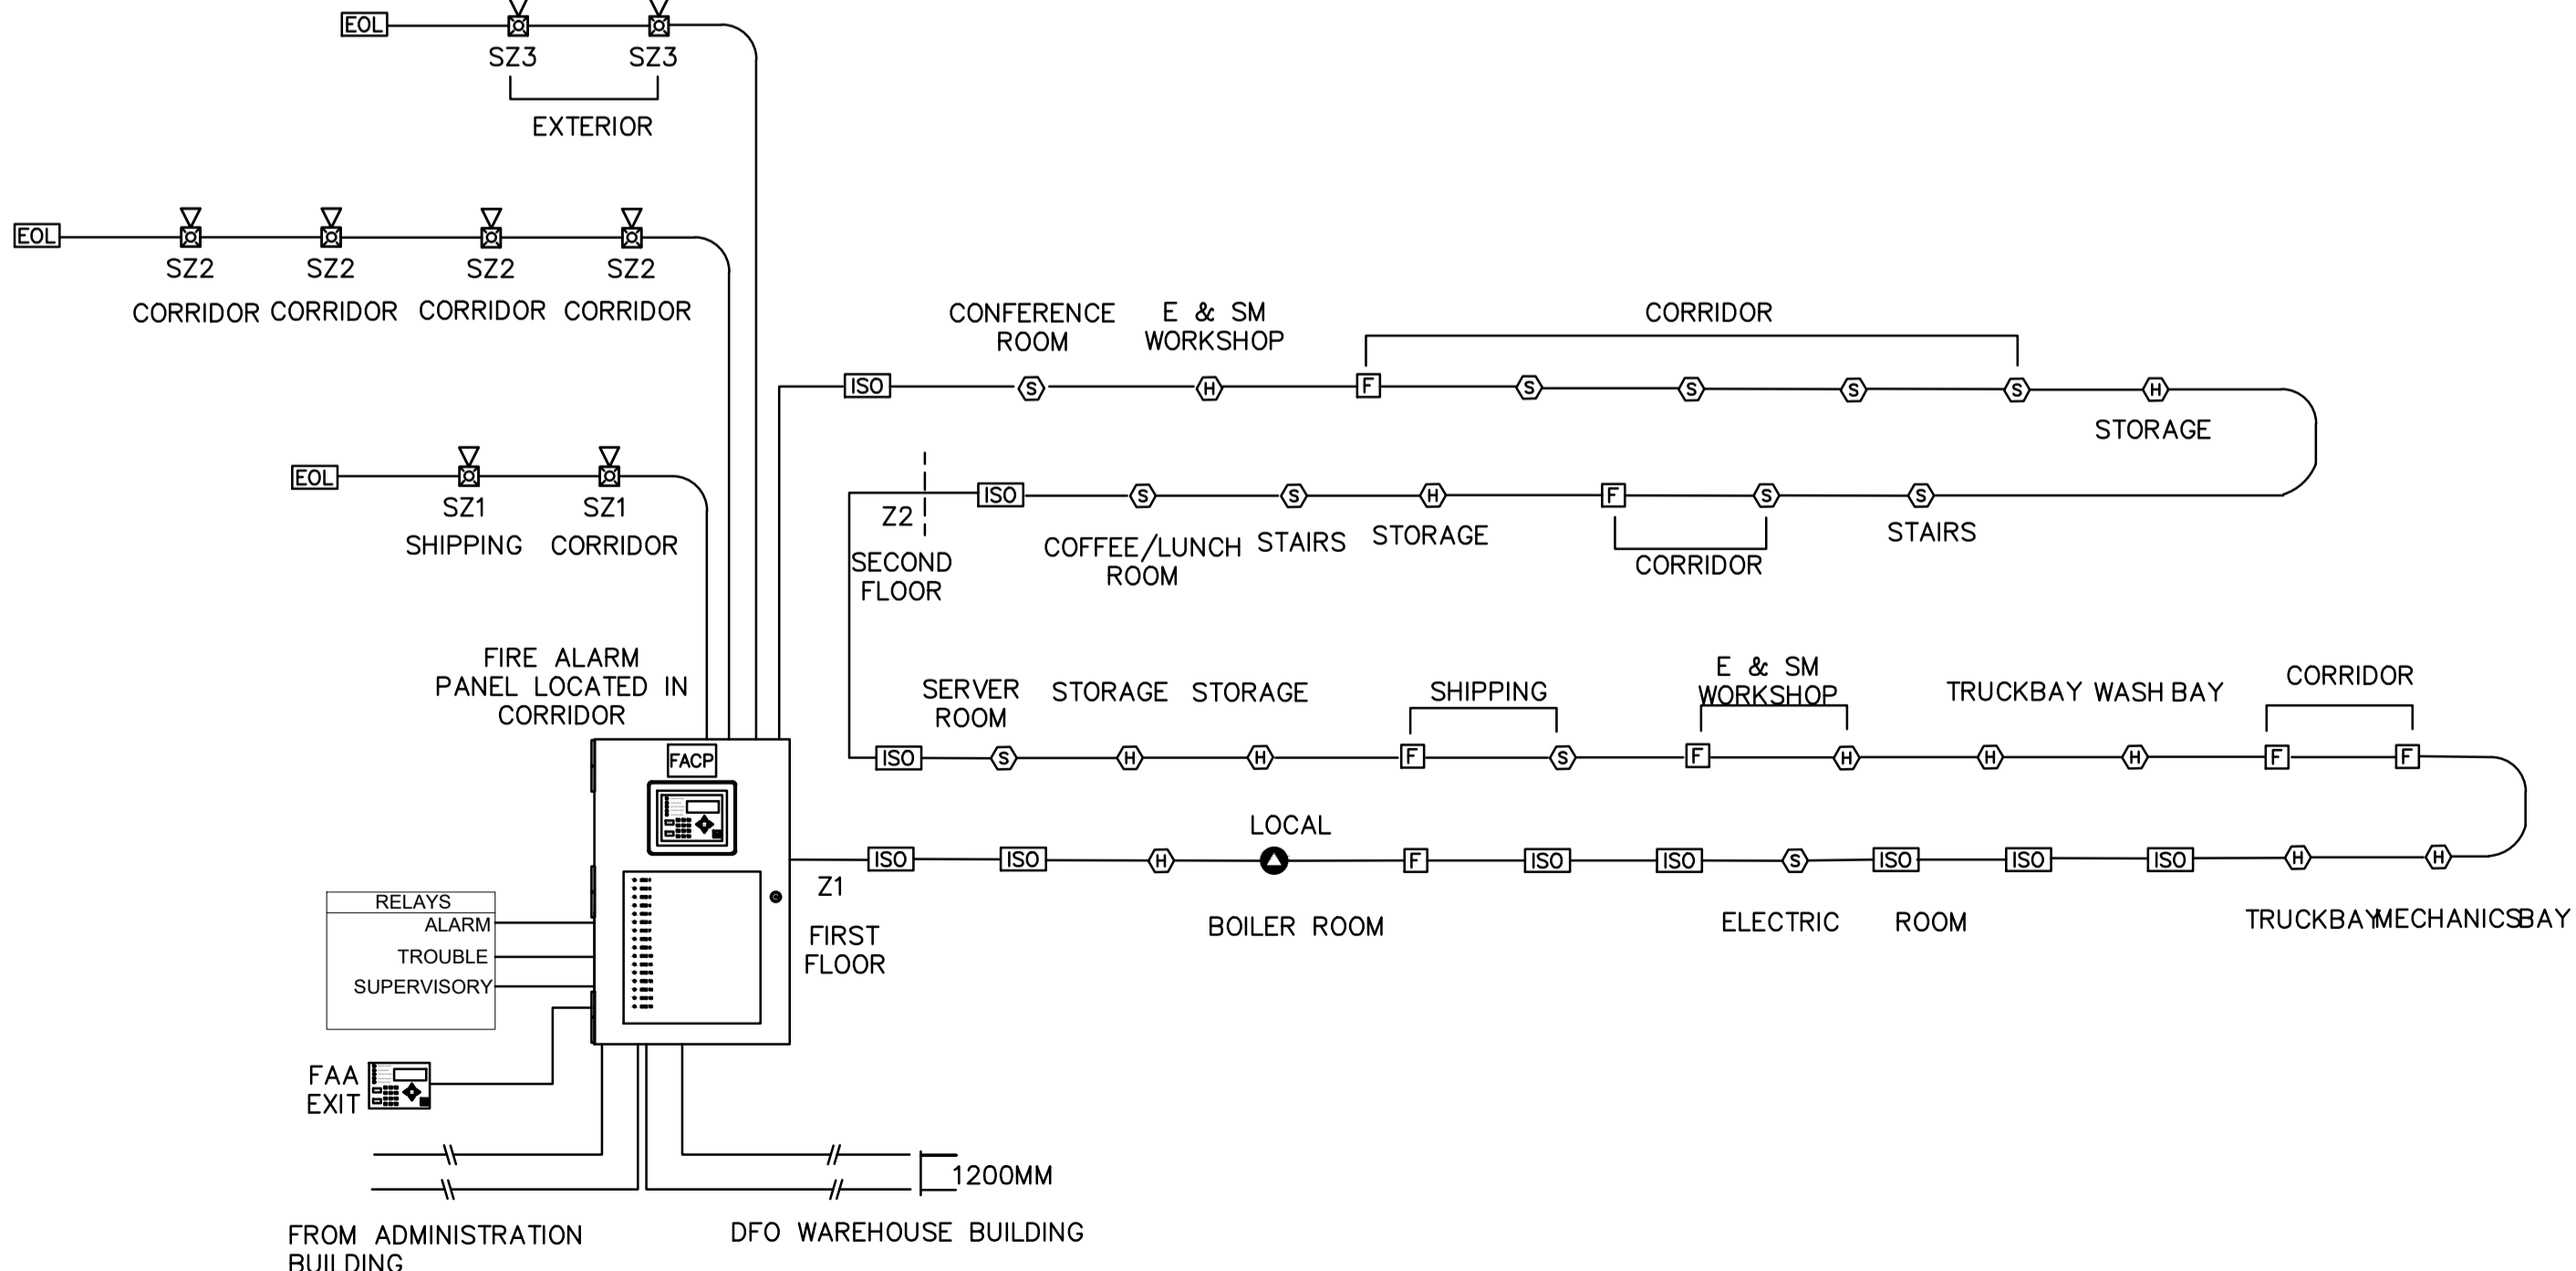 EOL
SZ3 SZ3
EXTERIOR
EOL
SZ2 SZ2 SZ2 SZ2
CORRIDOR CORRIDOR CORRIDOR CORRIDOR
CONFERENCE
ROOM
E & SM
WORKSHOP
CORRIDOR
ISO S H F S S S S H
STORAGE
EOL
SZ1 SZ1
SHIPPING CORRIDOR
Z2
SECOND
FLOOR
ISO S S H F S S
COFFEE/LUNCH
ROOM
STAIRS
STORAGE
CORRIDOR
STAIRS
FIRE ALARM
PANEL LOCATED IN
CORRIDOR
SERVER
ROOM
STORAGE
STORAGE
SHIPPING
E & SM
WORKSHOP
TRUCKBAY
WASH BAY
CORRIDOR
ISO S H H F S F H H H F F
FACP
LOCAL
ISO ISO H F ISO ISO S ISO ISO ISO H H
Z1
FIRST
FLOOR
BOILER ROOM
ELECTRIC ROOM
TRUCKBAY
MECHANICSBAY
RELAYS
ALARM
TROUBLE
SUPERVISORY
FAA
EXIT
1200MM
FROM ADMINISTRATION
BUILDING
DFO WAREHOUSE BUILDING